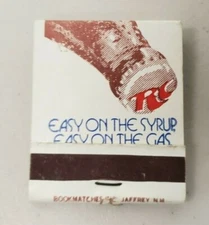 RC
EASY ON THE SYRUP.
EASY ON THE GAS.
BOOKMATCHES JAFFREY, N.H.